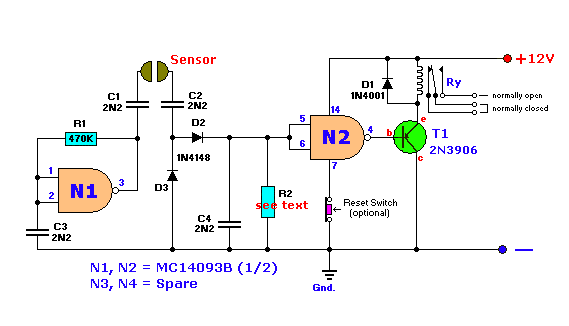 Sensor
+12V
C1
2N2
C2
2N2
D1
1N4001
Ry
normally open
normally closed
R1
470K
D2
1N4148
14
5
6
N2
4
7
b
e
c
T1
2N3906
1
2
N1
3
D3
R2
see text
Reset Switch
(optional)
C3
2N2
C4
2N2
Gnd.
N1, N2 = MC14093B (1/2)
N3, N4 = Spare